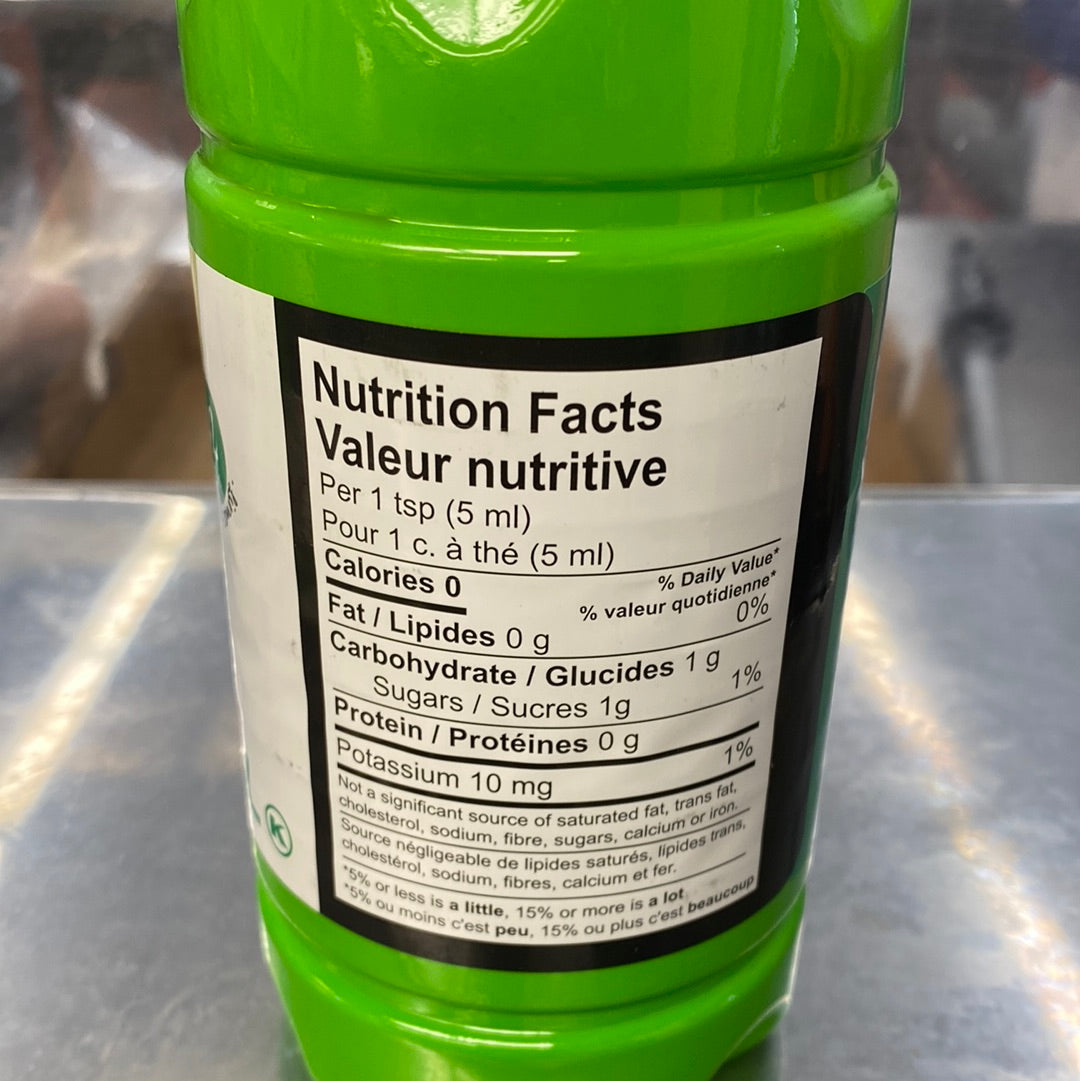 Nutrition Facts
Valeur nutritive
Per 1 tsp (5 ml)
Pour 1 c. à thé (5 ml)
Calories 0
% Daily Value*
% valeur quotidienne*
Fat / Lipides 0 g 0%
Carbohydrate / Glucides 1 g
Sugars / Sucres 1g 1%
Protein / Protéines 0 g
Potassium 10 mg 1%
Not a significant source of saturated fat, trans fat,
cholesterol, sodium, fibre, sugars, calcium or iron.
Source négligeable de lipides saturés, lipides trans,
cholestérol, sodium, fibres, calcium et fer.
*5% or less is a little, 15% or more is a lot
*5% ou moins c'est peu, 15% ou plus c'est beaucoup
K